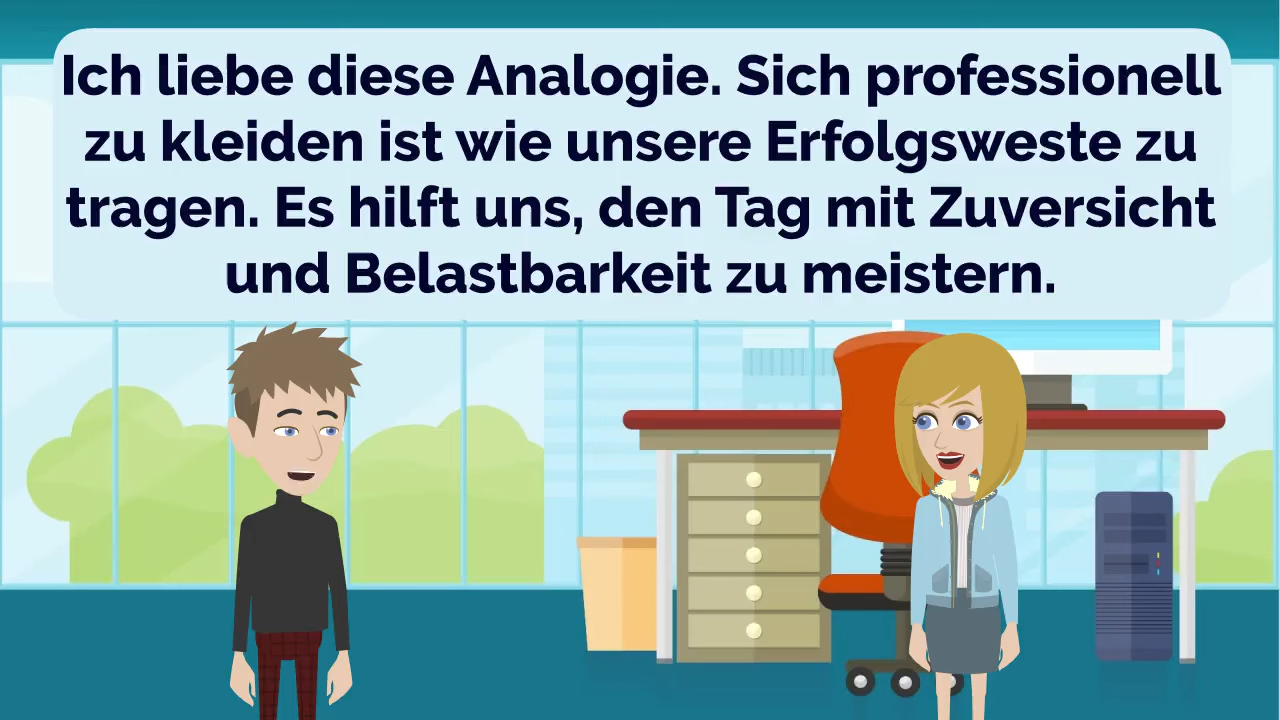 Ich liebe diese Analogie. Sich professionell
zu kleiden ist wie unsere Erfolgsweste zu
tragen. Es hilft uns, den Tag mit Zuversicht
und Belastbarkeit zu meistern.